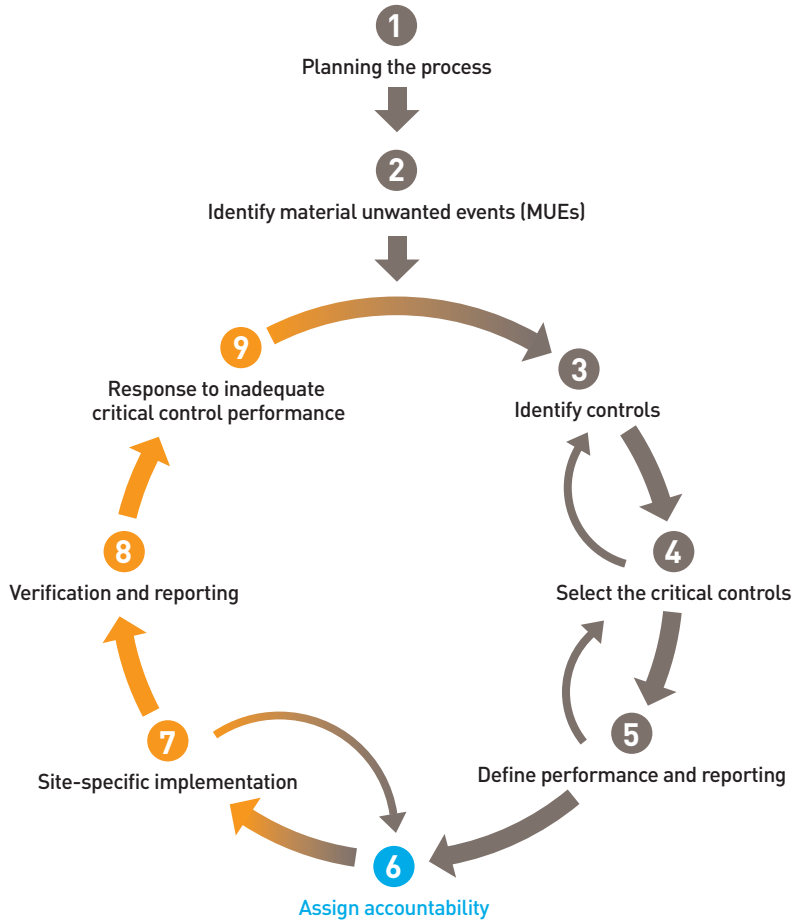 1
Planning the process
2
Identify material unwanted events (MUEs)
3
Identify controls
4
Select the critical controls
5
Define performance and reporting
6
Assign accountability
7
Site-specific implementation
8
Verification and reporting
9
Response to inadequate
critical control performance